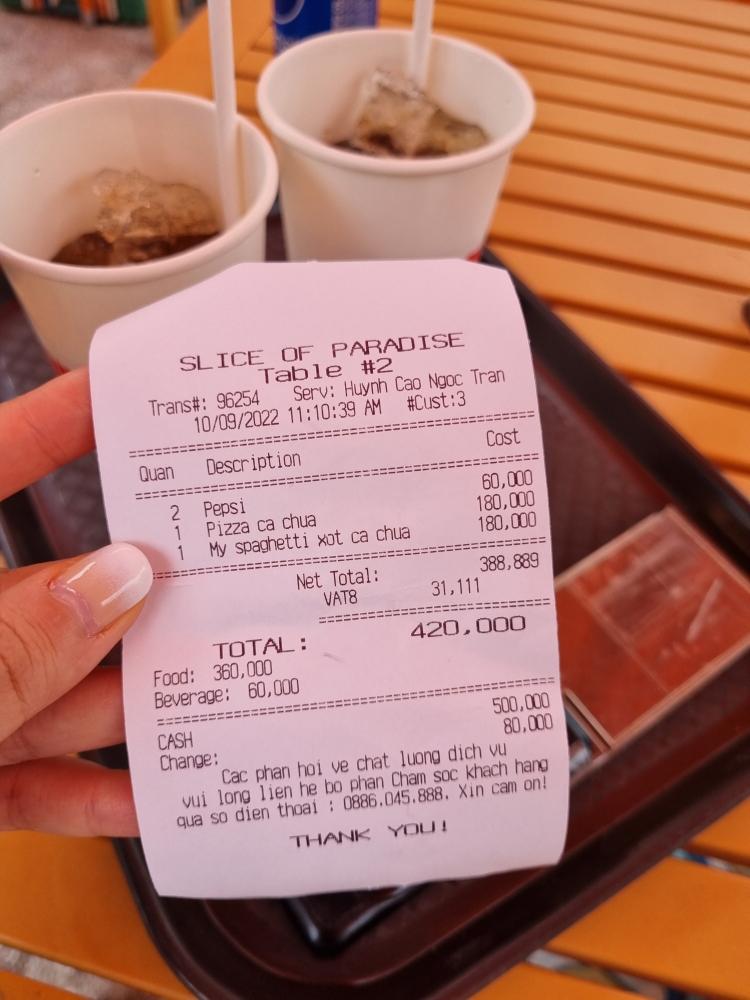 SLICE OF PARADISE
Table #2
Trans#: 96254 Serv: Huynh Cao Ngoc Tran
10/09/2022 11:10:39 AM #Cust:3
Quan Description Cost
2 Pepsi 60,000
1 Pizza ca chua 180,000
1 My spaghetti xot ca chua 180,000
Net Total: 388,889
VAT8 31,111
TOTAL: 420,000
Food: 360,000
Beverage: 60,000
CASH 500,000
Change: 80,000
Cac phan hoi ve chat luong dich vu
vui long lien he bo phan Cham soc khach hang
qua so dien thoai : 0886.045.888. Xin cam on!
THANK YOU!